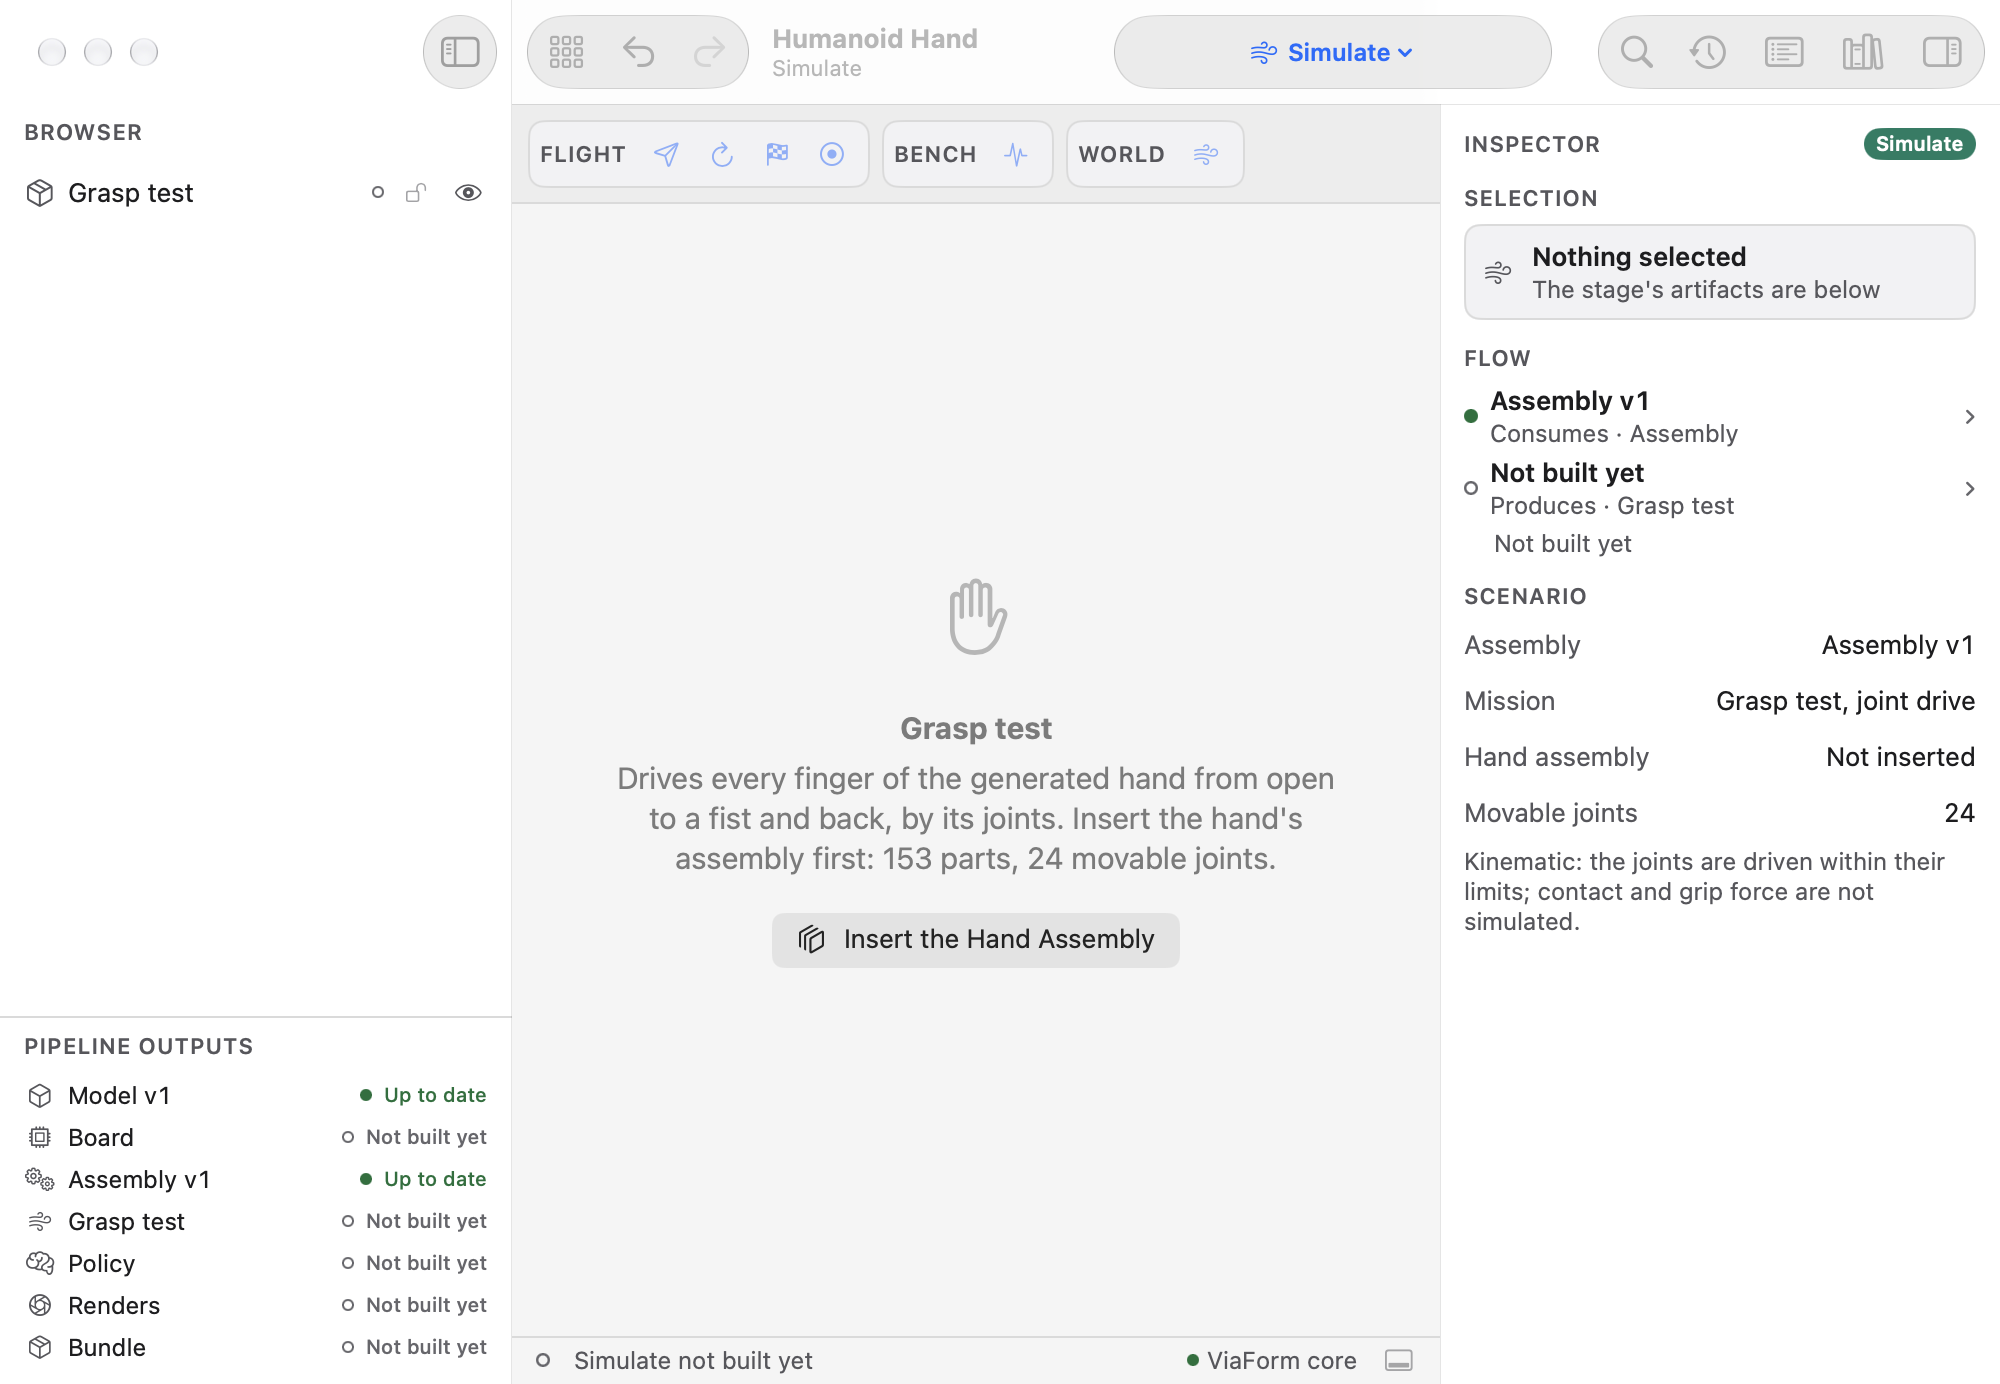 Humanoid Hand
Simulate
Simulate
BROWSER
Grasp test
PIPELINE OUTPUTS
Model v1 Up to date
Board Not built yet
Assembly v1 Up to date
Grasp test Not built yet
Policy Not built yet
Renders Not built yet
Bundle Not built yet
FLIGHT BENCH WORLD
Grasp test
Drives every finger of the generated hand from open
to a fist and back, by its joints. Insert the hand's
assembly first: 153 parts, 24 movable joints.
Insert the Hand Assembly
Simulate not built yet
ViaForm core
INSPECTOR Simulate
SELECTION
Nothing selected
The stage's artifacts are below
FLOW
Assembly v1
Consumes · Assembly
Not built yet
Produces · Grasp test
Not built yet
SCENARIO
Assembly Assembly v1
Mission Grasp test, joint drive
Hand assembly Not inserted
Movable joints 24
Kinematic: the joints are driven within their
limits; contact and grip force are not
simulated.